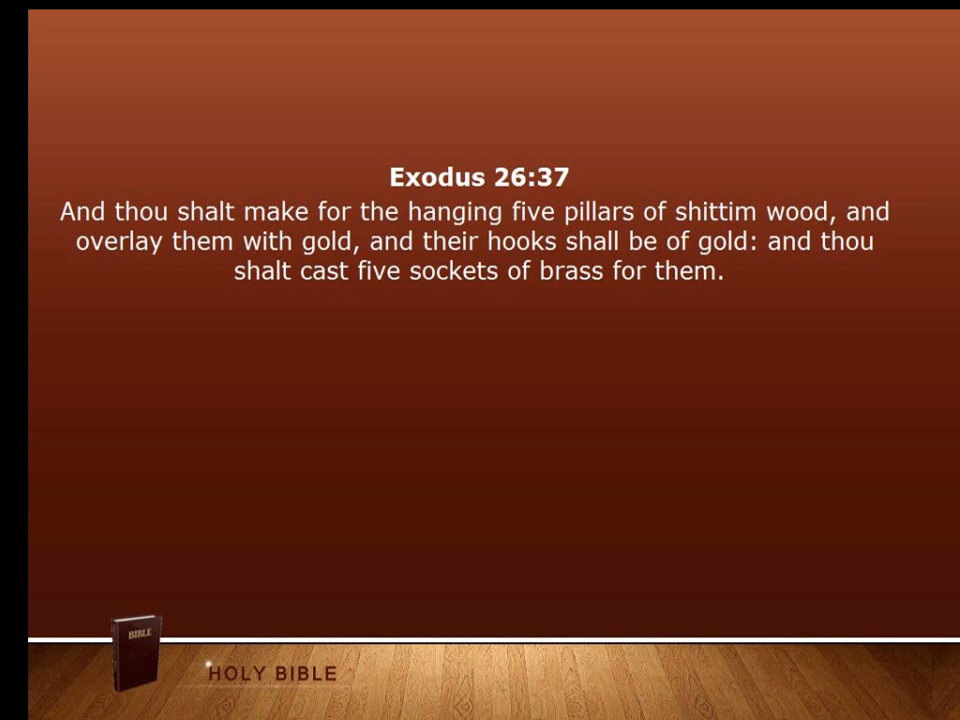 Exodus 26:37
And thou shalt make for the hanging five pillars of shittim wood, and
overlay them with gold, and their hooks shall be of gold: and thou
shalt cast five sockets of brass for them.
BIBLE
HOLY BIBLE